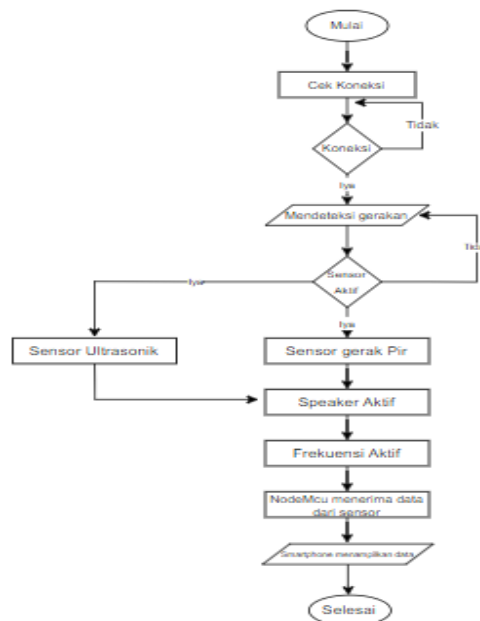 Mulai
Cek Koneksi
Tidak
Koneksi
Iya
Mendeteksi gerakan
Sensor
Aktif
Iya
Iya
Sensor Ultrasonik
Sensor gerak Pir
Speaker Aktif
Frekuensi Aktif
NodeMcu menerima data
dari sensor
Smartphone menampilkan data
Selesai